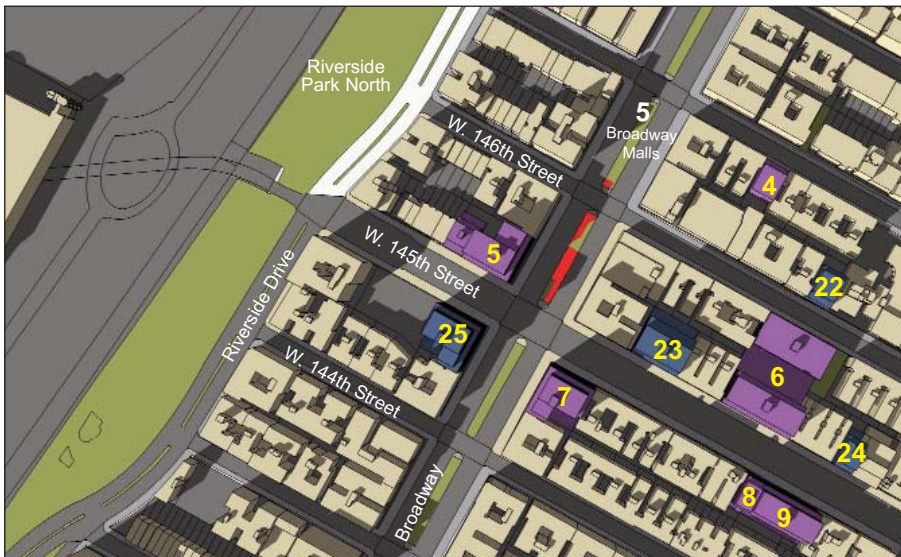 Riverside
Park North
5
Broadway
Malls
W. 146th Street
4
5
W. 145th Street
22
Riverside Drive
25
23
6
W. 144th Street
7
24
Broadway
8
9